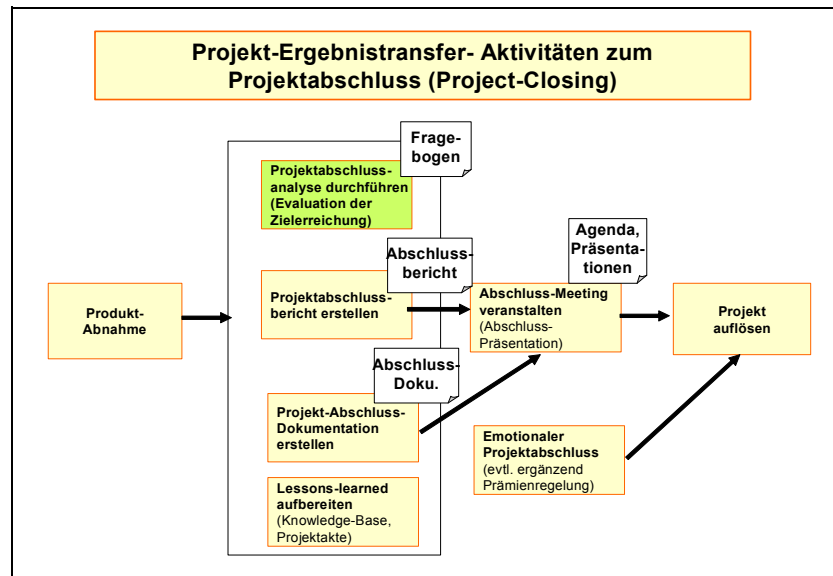 Projekt-Ergebnistransfer- Aktivitäten zum
Projektabschluss (Project-Closing)
Frage-
bogen
Projektabschluss-
analyse durchführen
(Evaluation der
Zielerreichung)
Agenda,
Präsenta-
tionen
Abschluss-
bericht
Produkt-
Abnahme
Projektabschluss-
bericht erstellen
Abschluss-Meeting
veranstalten
(Abschluss-
Präsentation)
Projekt
auflösen
Abschluss-
Doku.
Projekt-Abschluss-
Dokumentation
erstellen
Emotionaler
Projektabschluss
(evtl. ergänzend
Prämienregelung)
Lessons-learned
aufbereiten
(Knowledge-Base,
Projektakte)